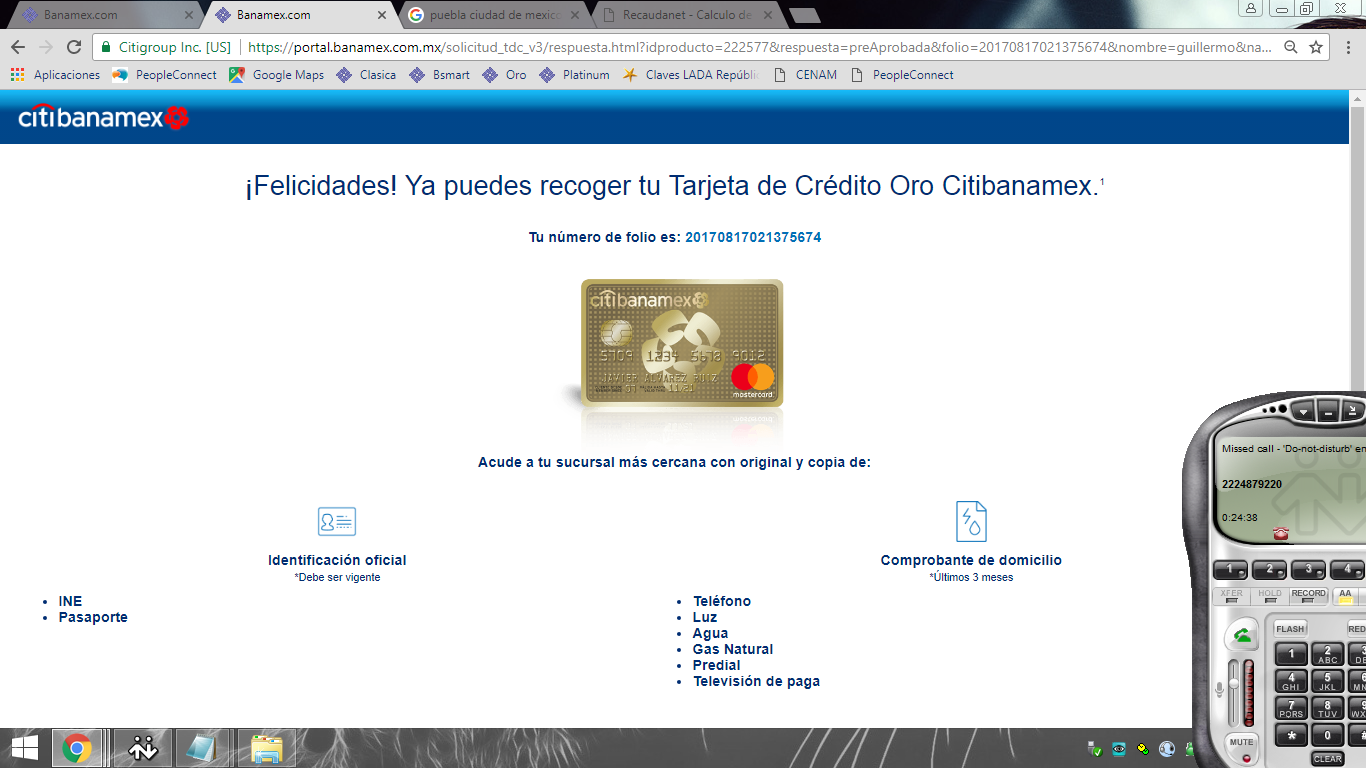 Banamex.com
Banamex.com
puebla ciudad de mexico
Recaudanet - Calculo de
Citigroup Inc. [US]
https://portal.banamex.com.mx/solicitud_tdc_v3/respuesta.html?idproducto=222577&respuesta=preAprobada&folio=20170817021375674&nombre=guillermo&na...
Aplicaciones
PeopleConnect
Google Maps
Clasica
Bsmart
Oro
Platinum
Claves LADA Repúblic
CENAM
PeopleConnect
citibanamex
¡Felicidades! Ya puedes recoger tu Tarjeta de Crédito Oro Citibanamex.1
Tu número de folio es: 20170817021375674
citibanamex
5709 1234 5678 9012
JAVIER ALVAREZ RUIZ
07 11/21
mastercard
Acude a tu sucursal más cercana con original y copia de:
Identificación oficial
*Debe ser vigente
• INE
• Pasaporte
Comprobante de domicilio
*Últimos 3 meses
• Teléfono
• Luz
• Agua
• Gas Natural
• Predial
• Televisión de paga
Missed call - 'Do-not-disturb' en
2224879220
0:24:38
1 2 3 4
XFER HOLD RECORD AA
FLASH RED
1 2 ABC 3 DE
4 GHI 5 JKL 6 MN
7 PQRS 8 TUV 9 WX
* 0 #
MUTE
CLEAR